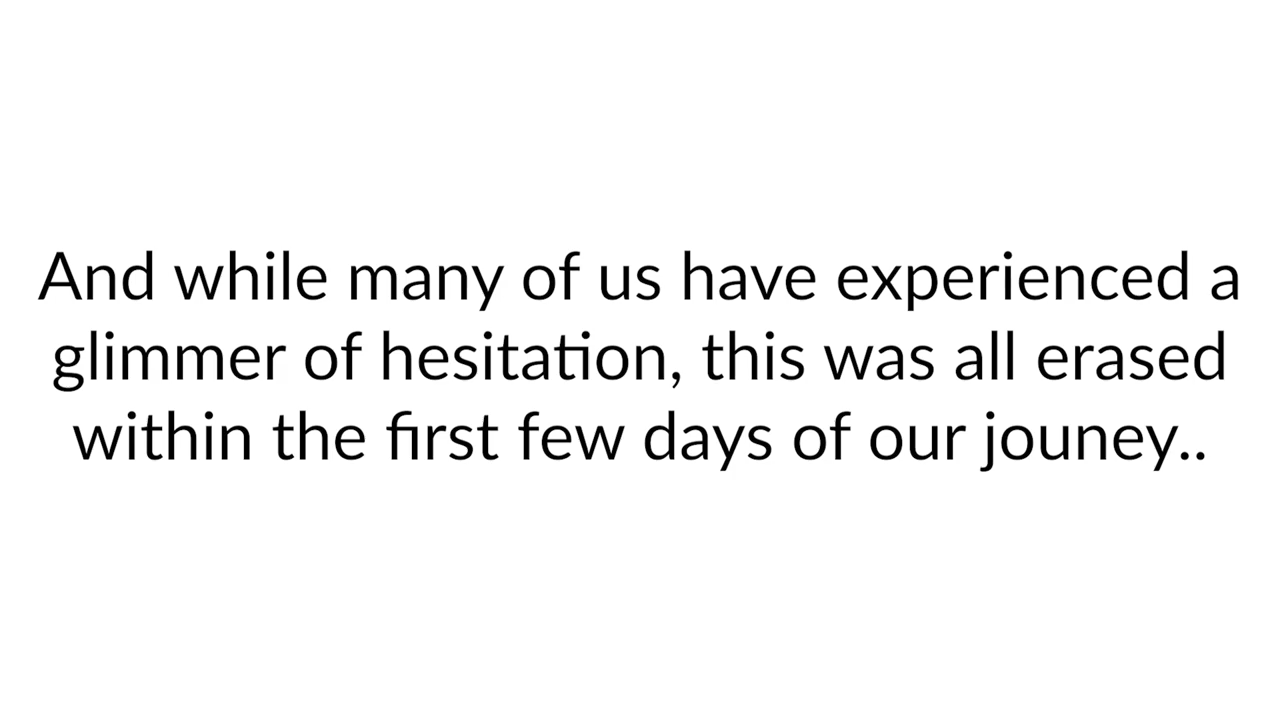 And while many of us have experienced a
glimmer of hesitation, this was all erased
within the first few days of our jouney..